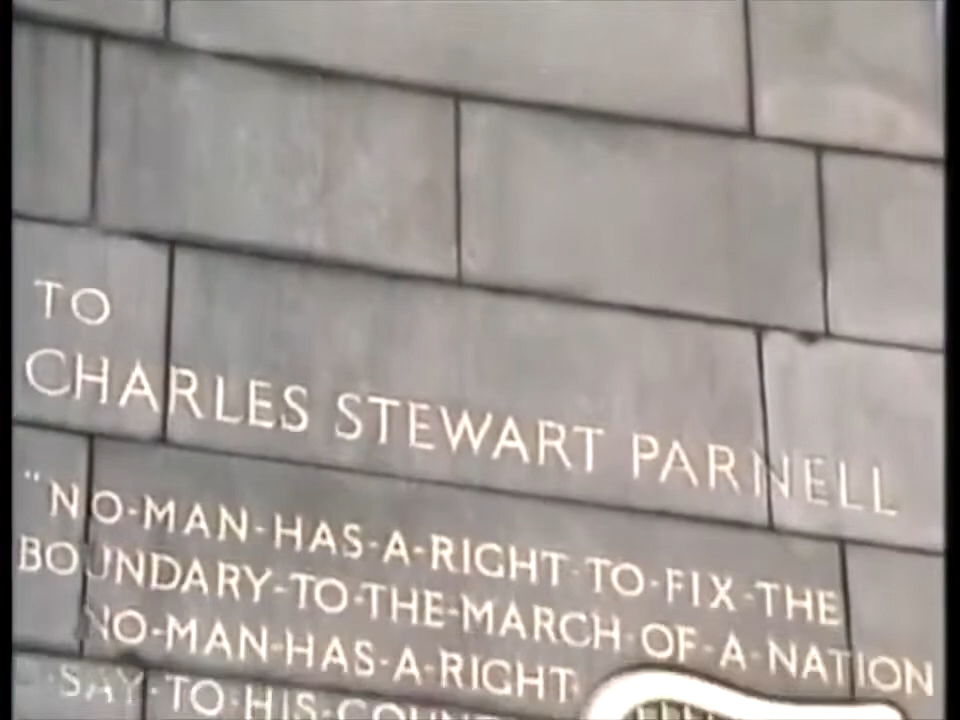 TO
CHARLES STEWART PARNELL
"NO-MAN-HAS-A-RIGHT-TO-FIX-THE
BOUNDARY-TO-THE-MARCH-OF-A-NATION
NO-MAN-HAS-A-RIGHT
SAY-TO-HIS-